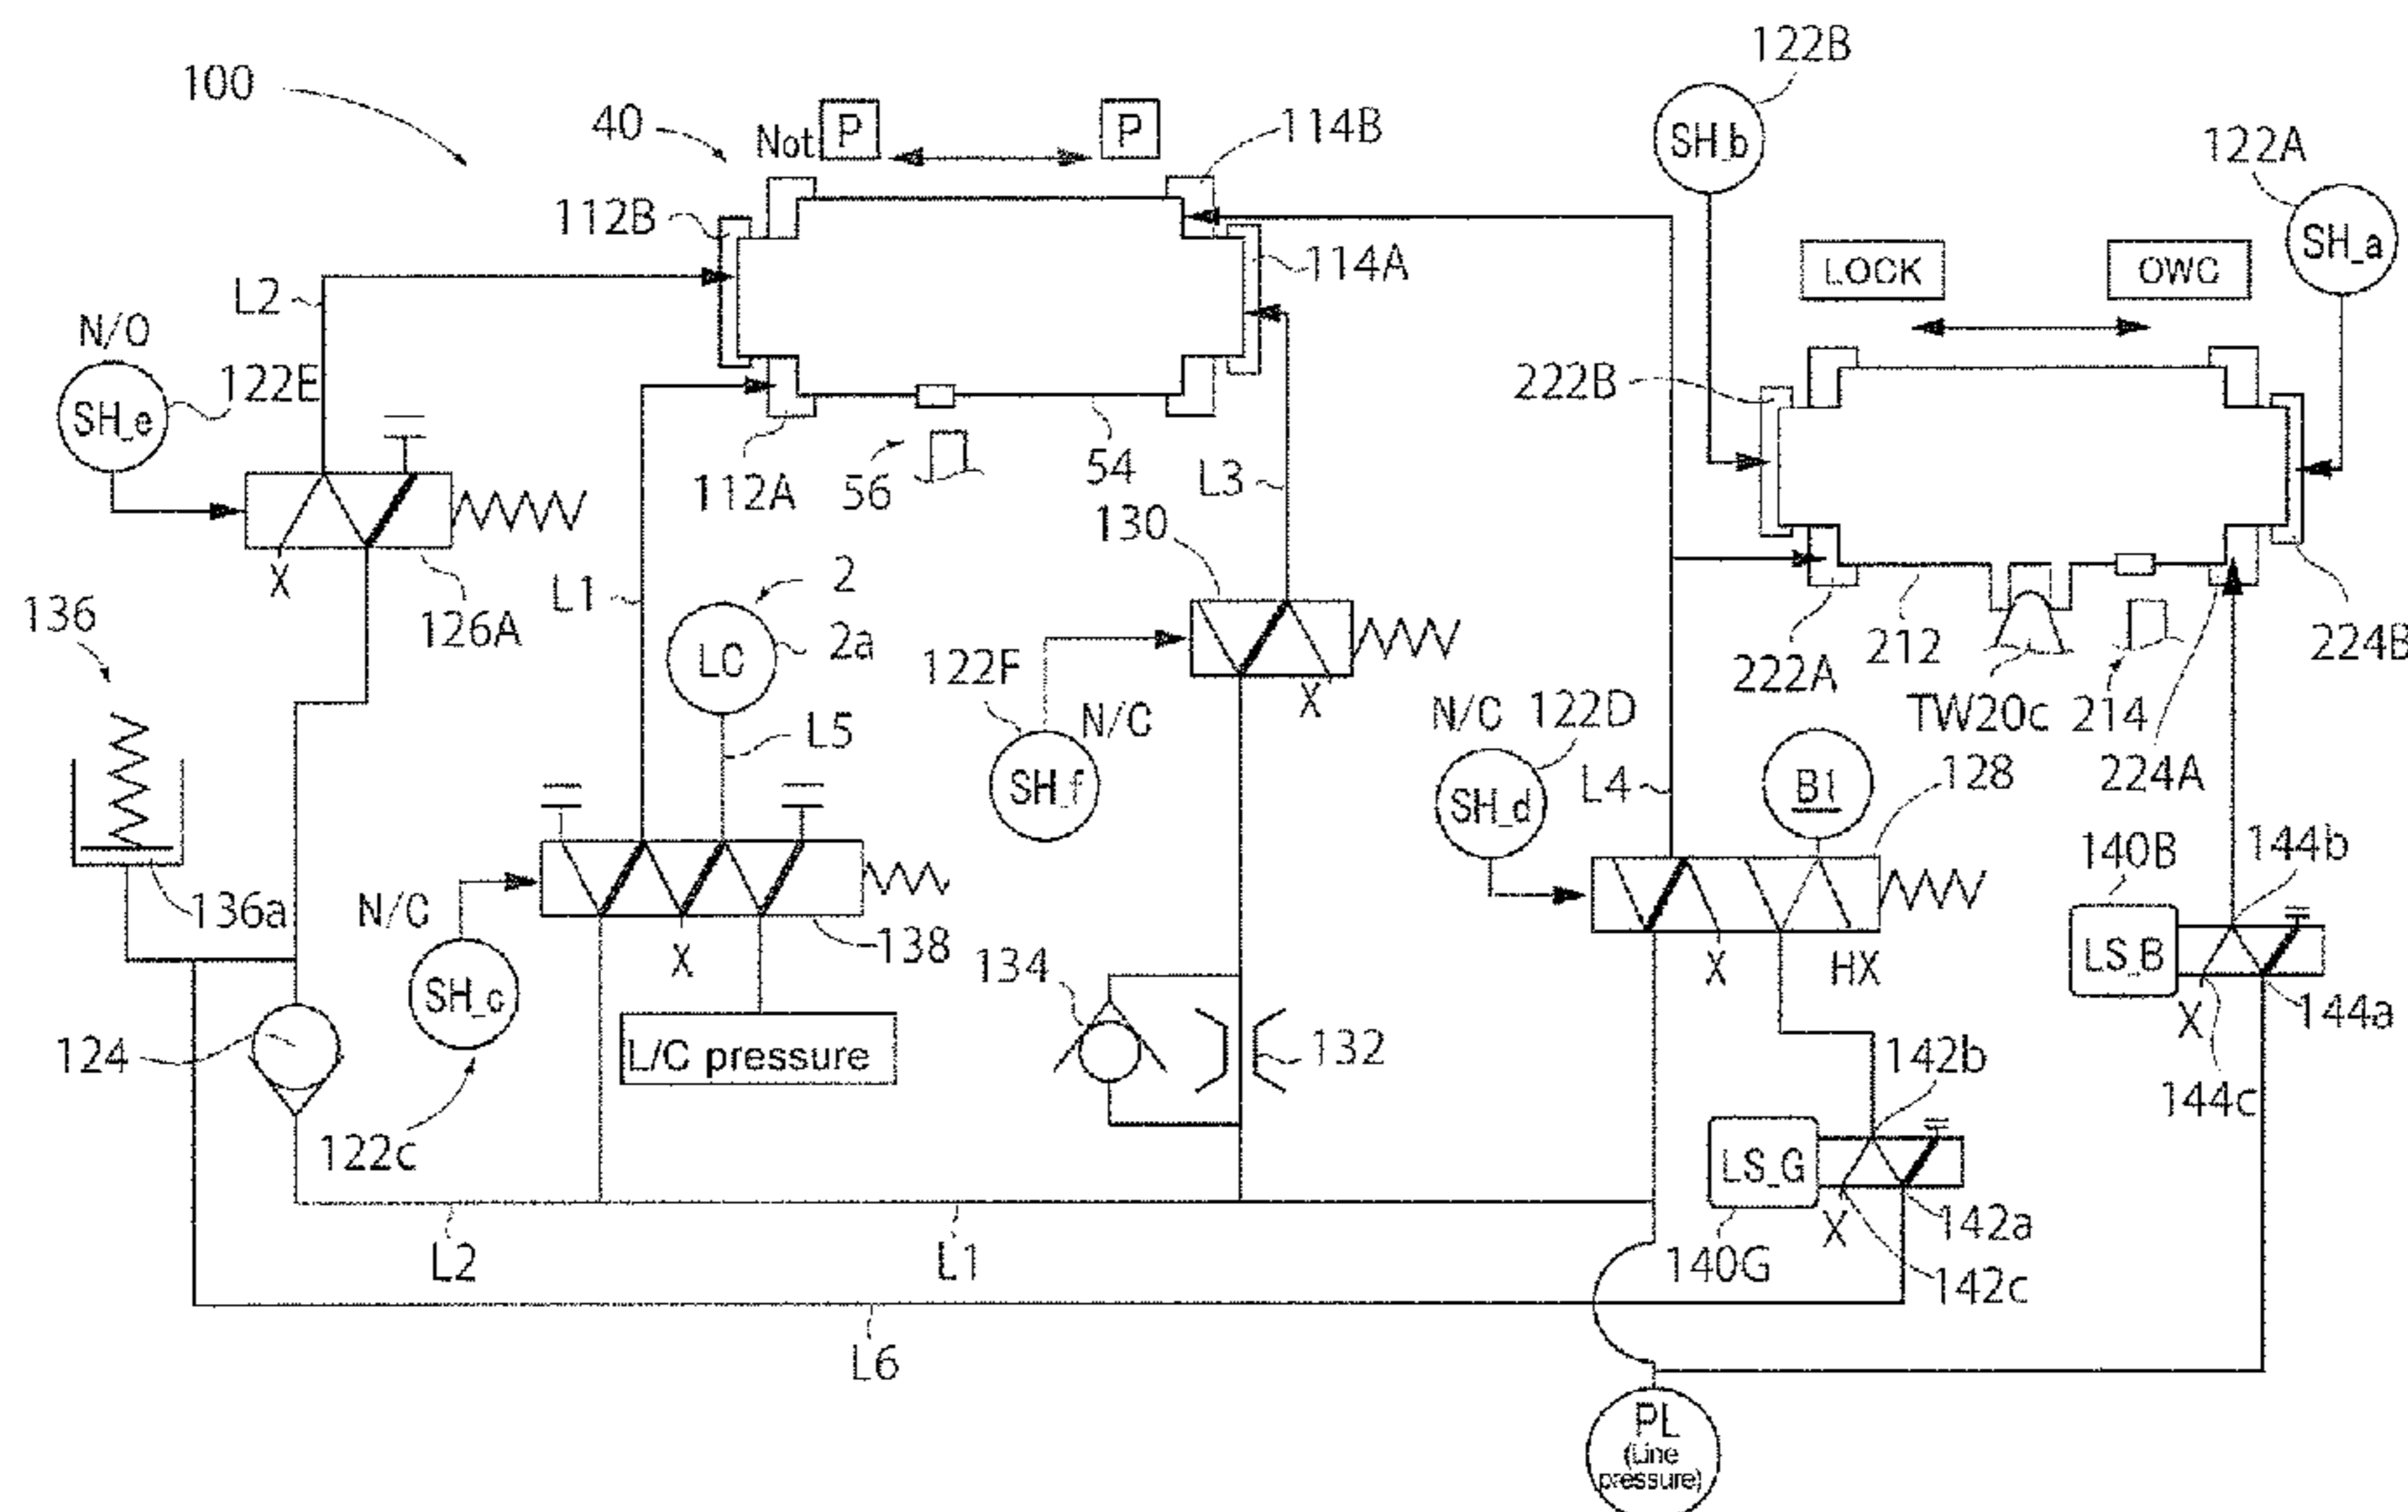 122B
100
40
Not P
P
114B
SH_b
122A
112B
SH_a
L2
114A
LOCK
OWC
N/O
122E
SH_e
222B
112A
56
54
L3
130
L1
2
136
126A
X
2a
LC
122F
222A
212
224B
N/C
122D
TW20c
214
L5
N/C
X
SH_f
SH_d
L4
B1
128
224A
140B
144b
136a
N/C
138
LS_B
X
134
X
HX
SH_c
X
144a
124
L/C pressure
132
142b
144c
122c
LS_G
X
142a
L2
L1
140G
142c
L6
PL
(Line
pressure)